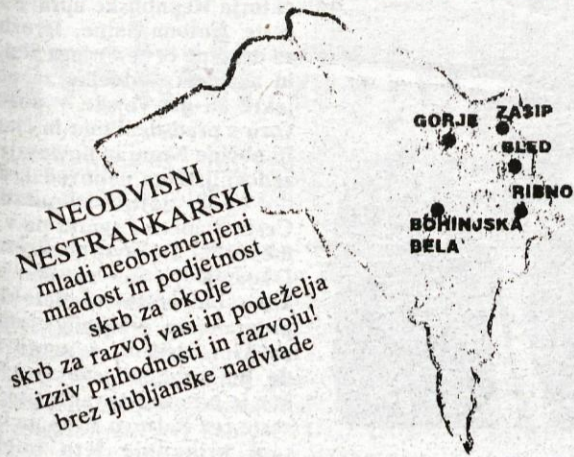 GORJE
ZASIP
BLED
RIBNO
BOHINJSKA
BELA
NEODVISNI
NESTRANKARSKI
mladi neobremenjeni
mladost in podjetnost
skrb za okolje
skrb za razvoj vasi in podeželja
izziv prihodnosti in razvoju!
brez ljubljanske nadvlade